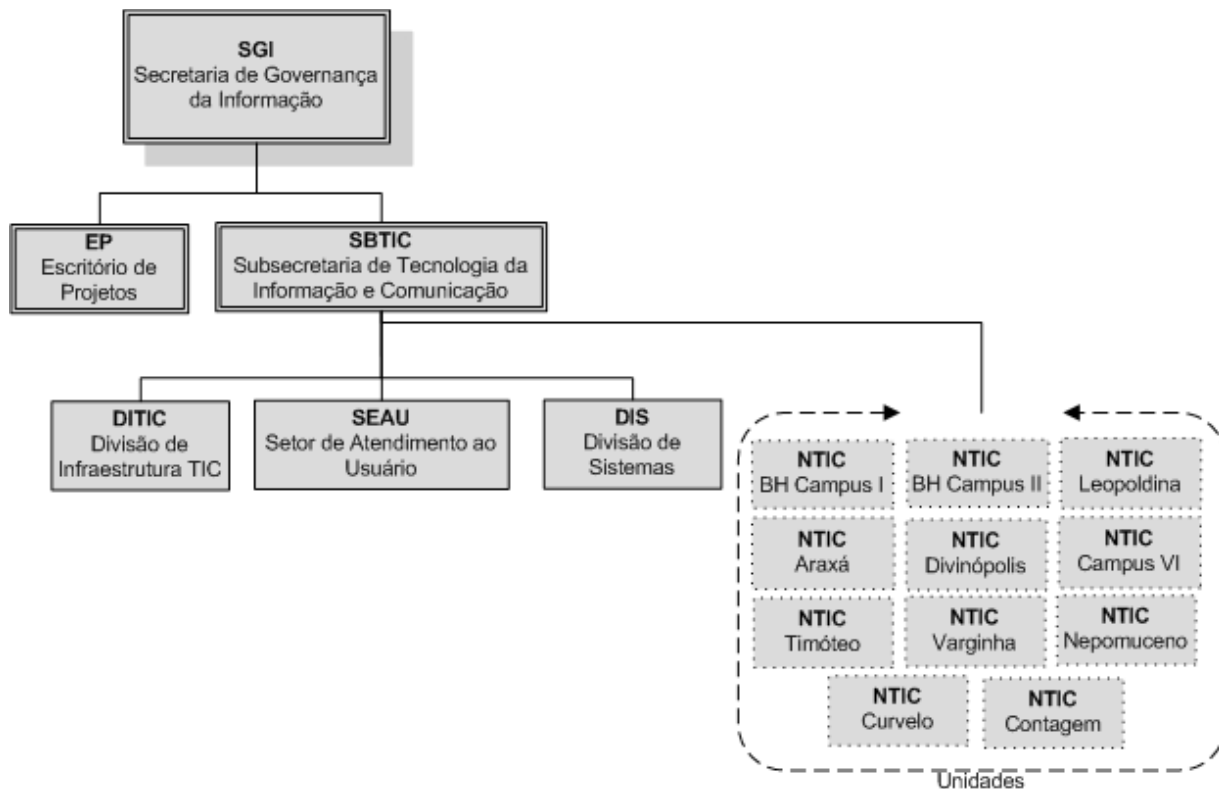 SGI
Secretaria de Governança
da Informação
EP
Escritório de
Projetos
SBTIC
Subsecretaria de Tecnologia da
Informação e Comunicação
DITIC
Divisão de
Infraestrutura TIC
SEAU
Setor de Atendimento ao
Usuário
DIS
Divisão de
Sistemas
NTIC
BH Campus I
NTIC
BH Campus II
NTIC
Leopoldina
NTIC
Araxá
NTIC
Divinópolis
NTIC
Campus VI
NTIC
Timóteo
NTIC
Varginha
NTIC
Nepomuceno
NTIC
Curvelo
NTIC
Contagem
Unidades